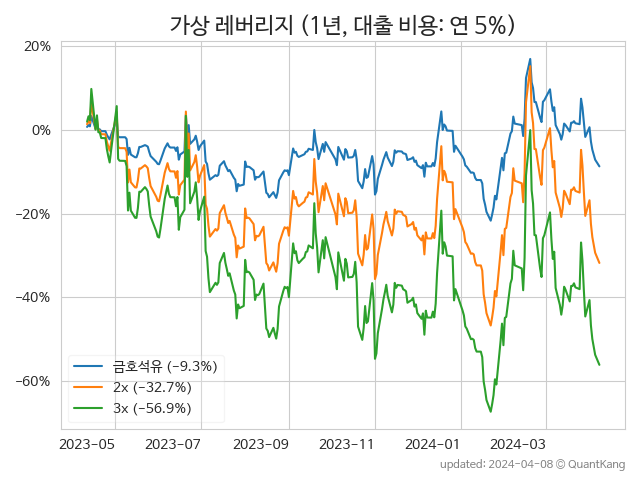 가상 레버리지 (1년, 대출 비용: 연 5%)
20%
0%
−20%
−40%
−60%
금호석유 (−9.3%)
2x (−32.7%)
3x (−56.9%)
2023-05 2023-07 2023-09 2023-11 2024-01 2024-03
updated: 2024-04-08 © QuantKang